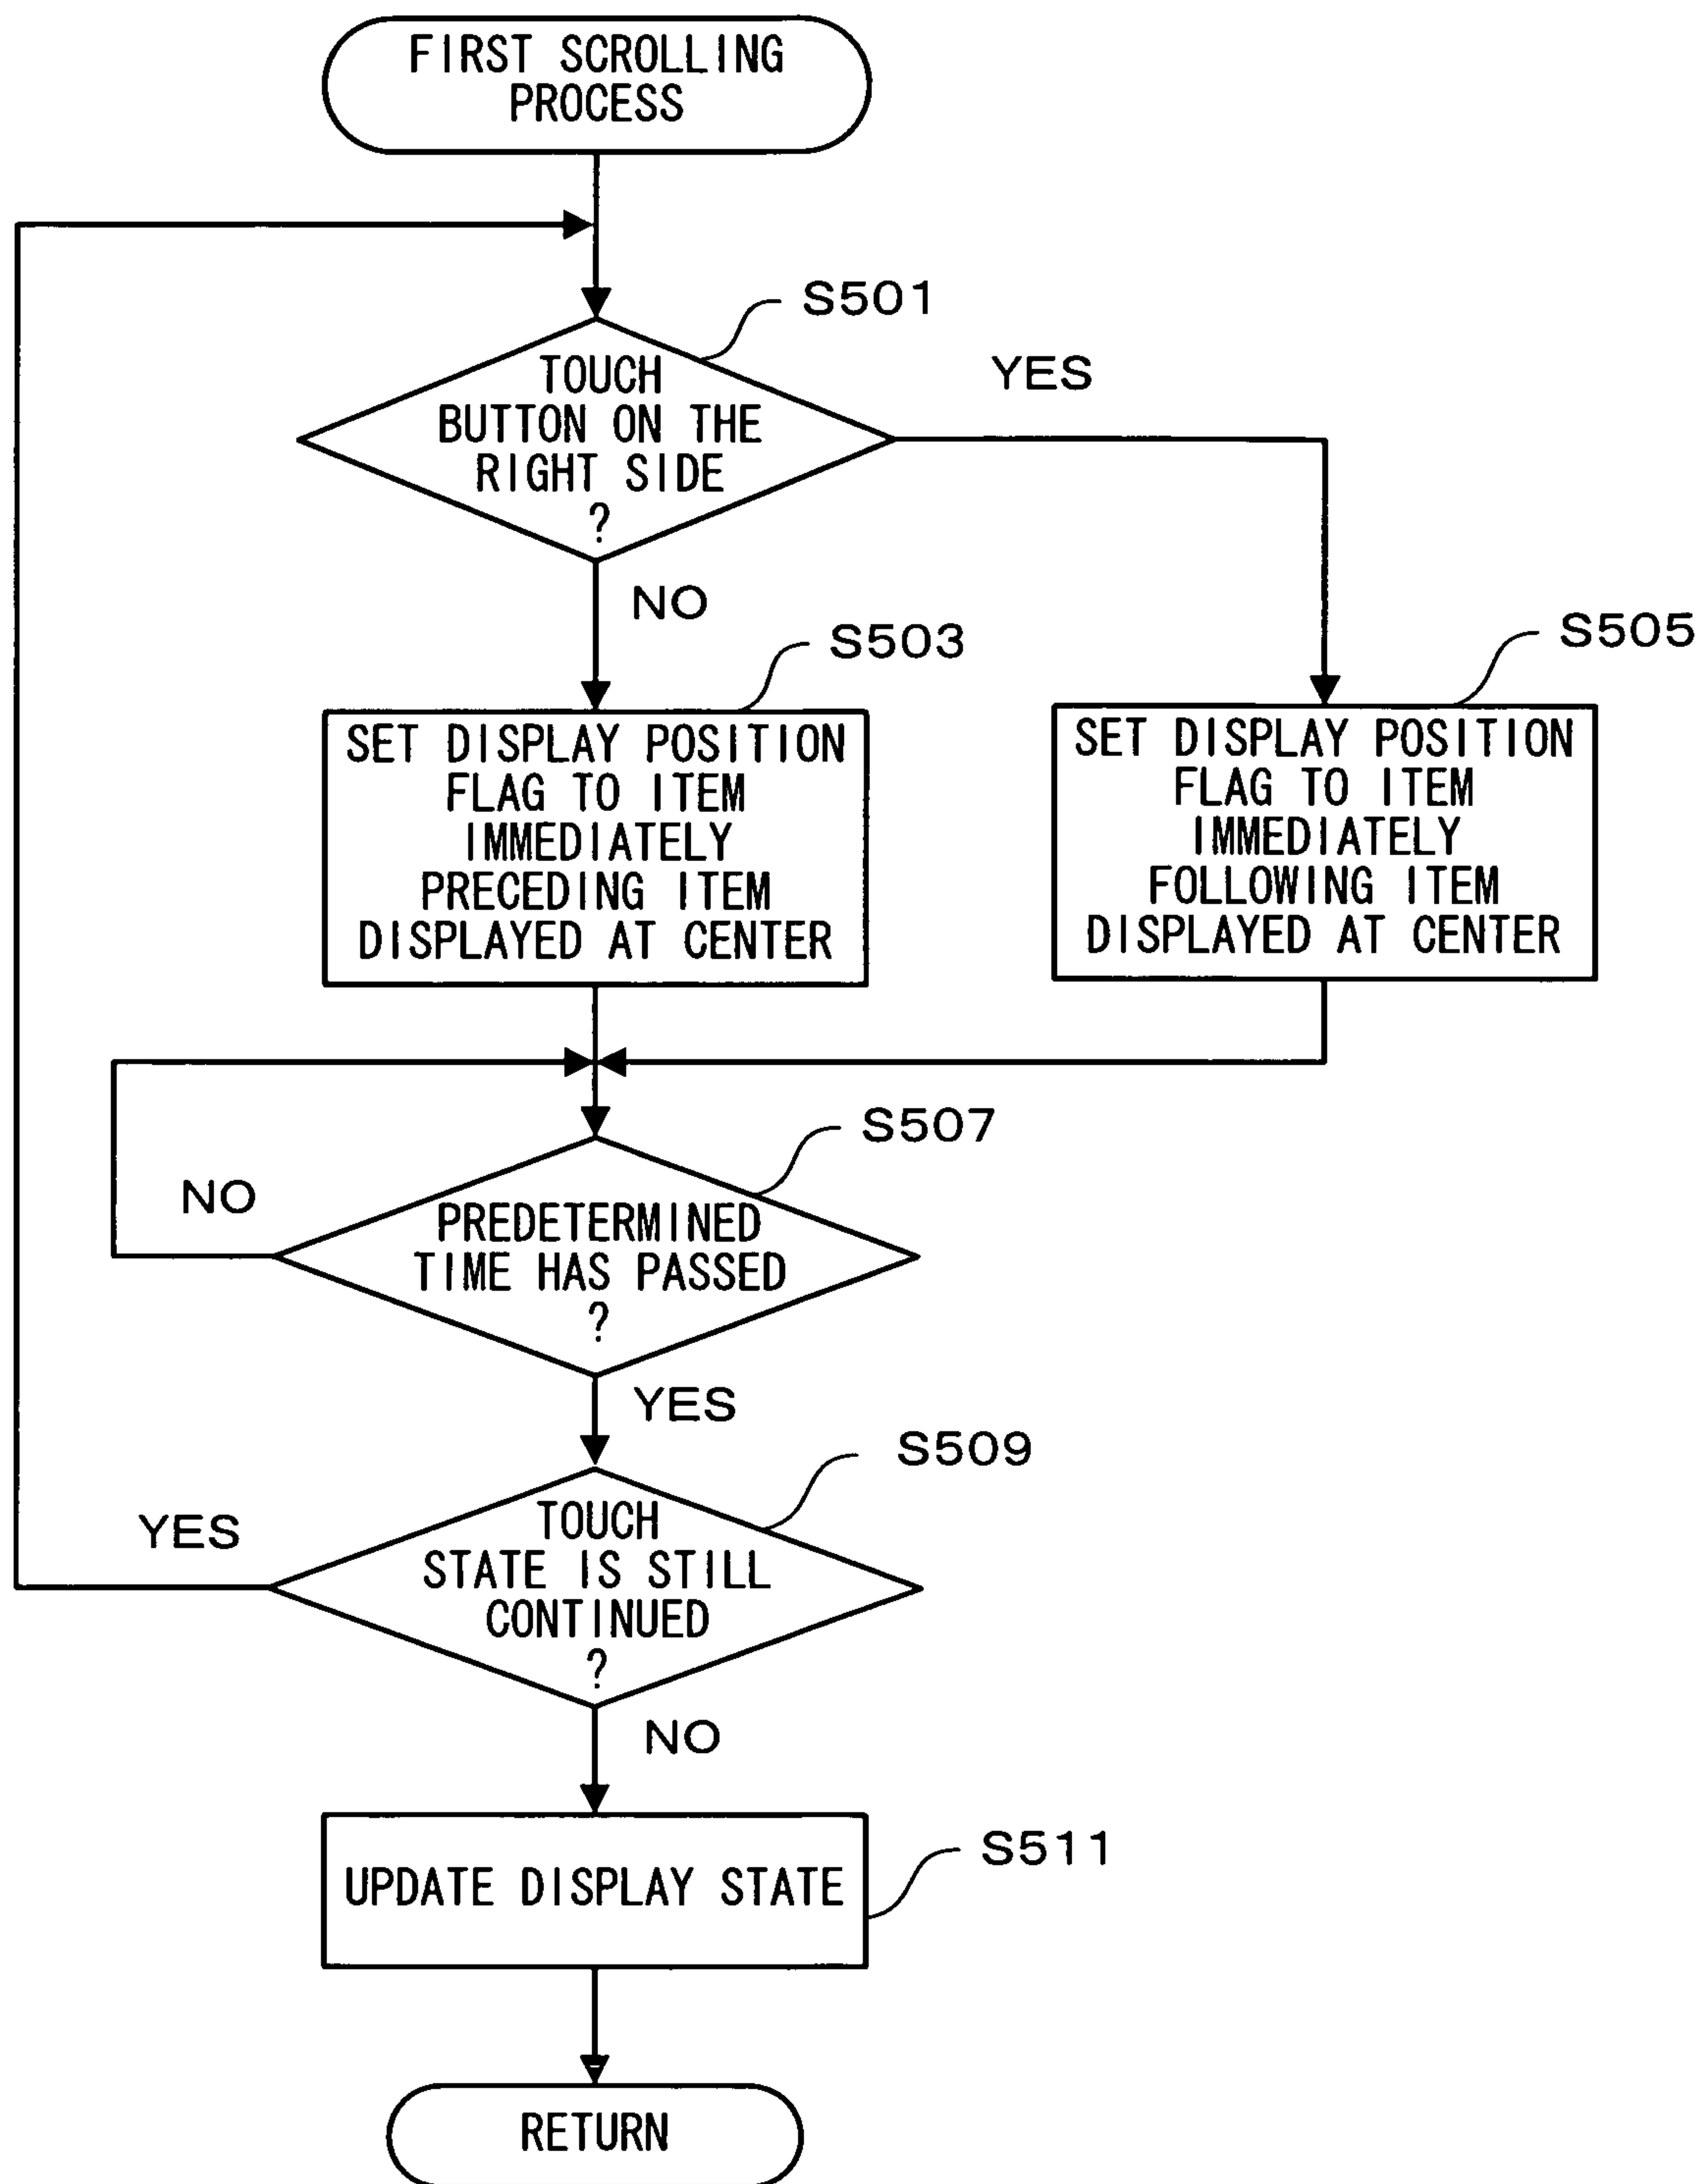 FIRST SCROLLING
PROCESS
S501
TOUCH
BUTTON ON THE
RIGHT SIDE
?
YES
NO
S503
SET DISPLAY POSITION
FLAG TO ITEM
IMMEDIATELY
PRECEDING ITEM
DISPLAYED AT CENTER
S505
SET DISPLAY POSITION
FLAG TO ITEM
IMMEDIATELY
FOLLOWING ITEM
DISPLAYED AT CENTER
S507
NO
PREDETERMINED
TIME HAS PASSED
?
YES
S509
YES
TOUCH
STATE IS STILL
CONTINUED
?
NO
S511
UPDATE DISPLAY STATE
RETURN